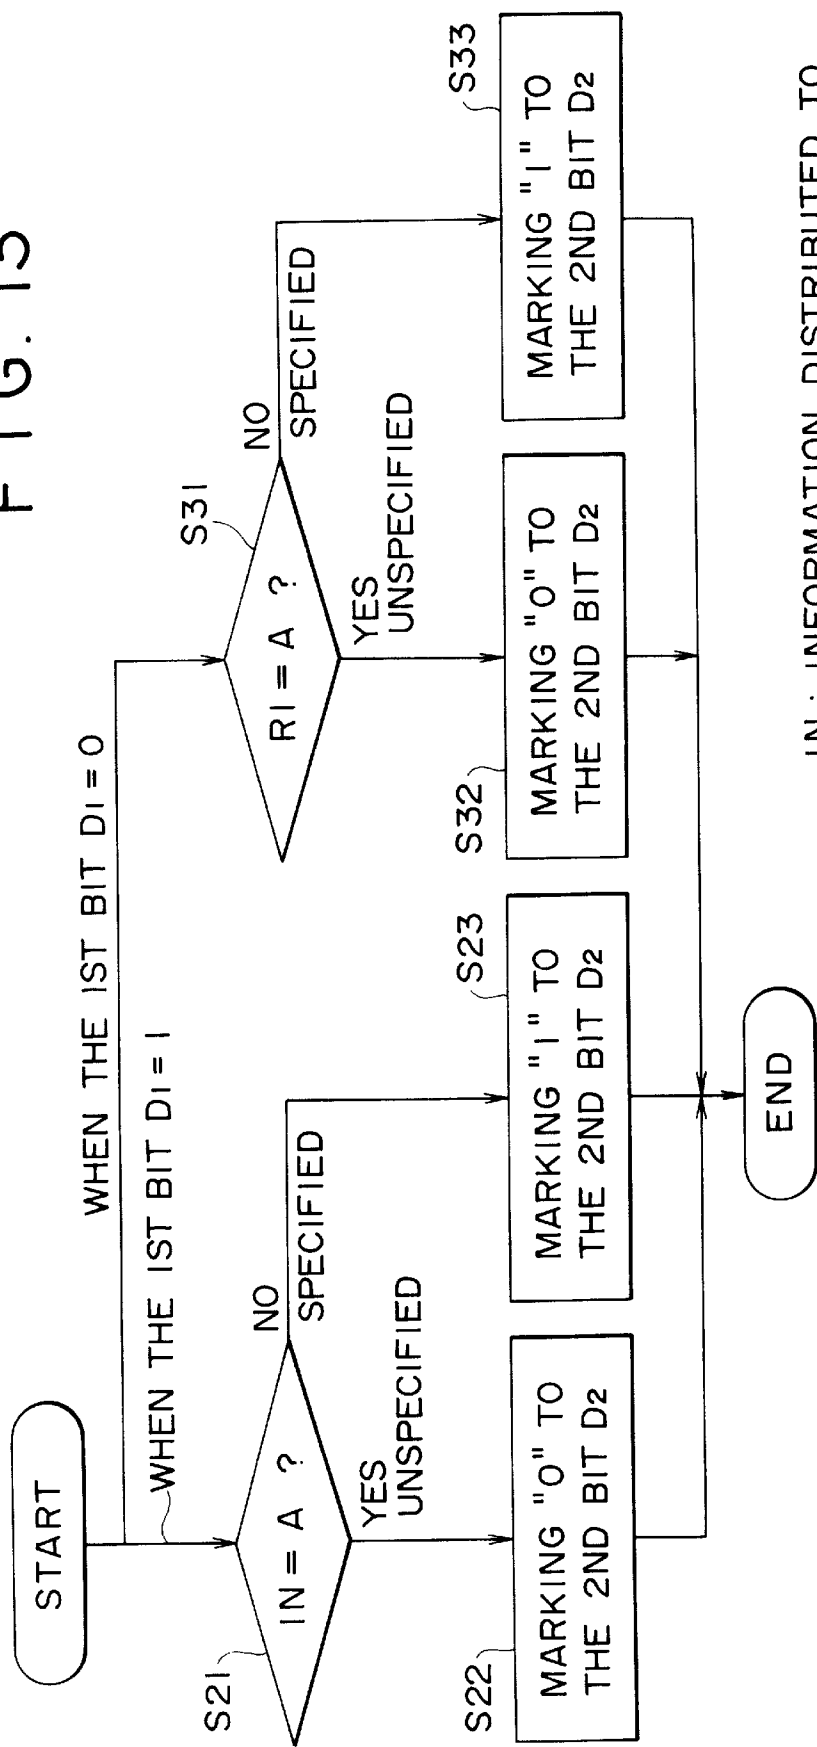 FIG. 15
START
WHEN THE 1ST BIT D1 = 0
WHEN THE 1ST BIT D1 = 1
S21
IN = A ?
NO
SPECIFIED
YES
UNSPECIFIED
S31
R1 = A ?
NO
SPECIFIED
YES
UNSPECIFIED
S22
MARKING "0" TO
THE 2ND BIT D2
S23
MARKING "1" TO
THE 2ND BIT D2
S32
MARKING "0" TO
THE 2ND BIT D2
S33
MARKING "1" TO
THE 2ND BIT D2
END
IN : INFORMATION DISTRIBUTED TO